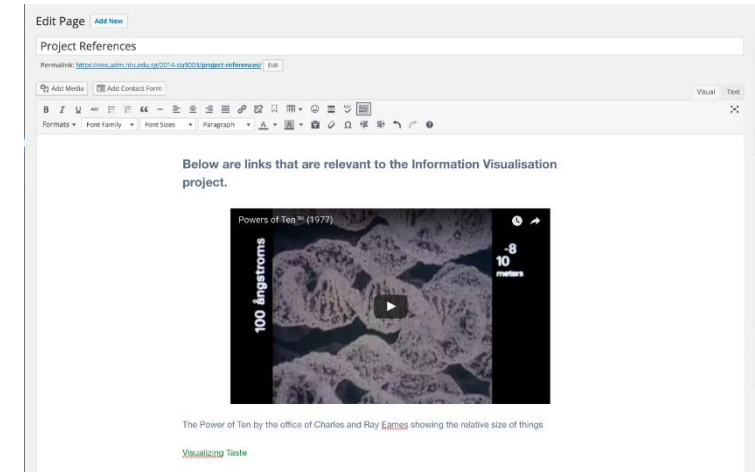 Edit Page Add New
Project References
Permalink: https://oss.adm.ntu.edu.sg/2014-da9003/project-references/ Edit
Add Media Add Contact Form
Visual Text
B I U ABC
Formats Font Family Font Sizes Paragraph A A Ω
Below are links that are relevant to the Information Visualisation
project.
Powers of Ten™ (1977)
100 ångstroms
-8
10
meters
The Power of Ten by the office of Charles and Ray Eames showing the relative size of things
Visualizing Taste